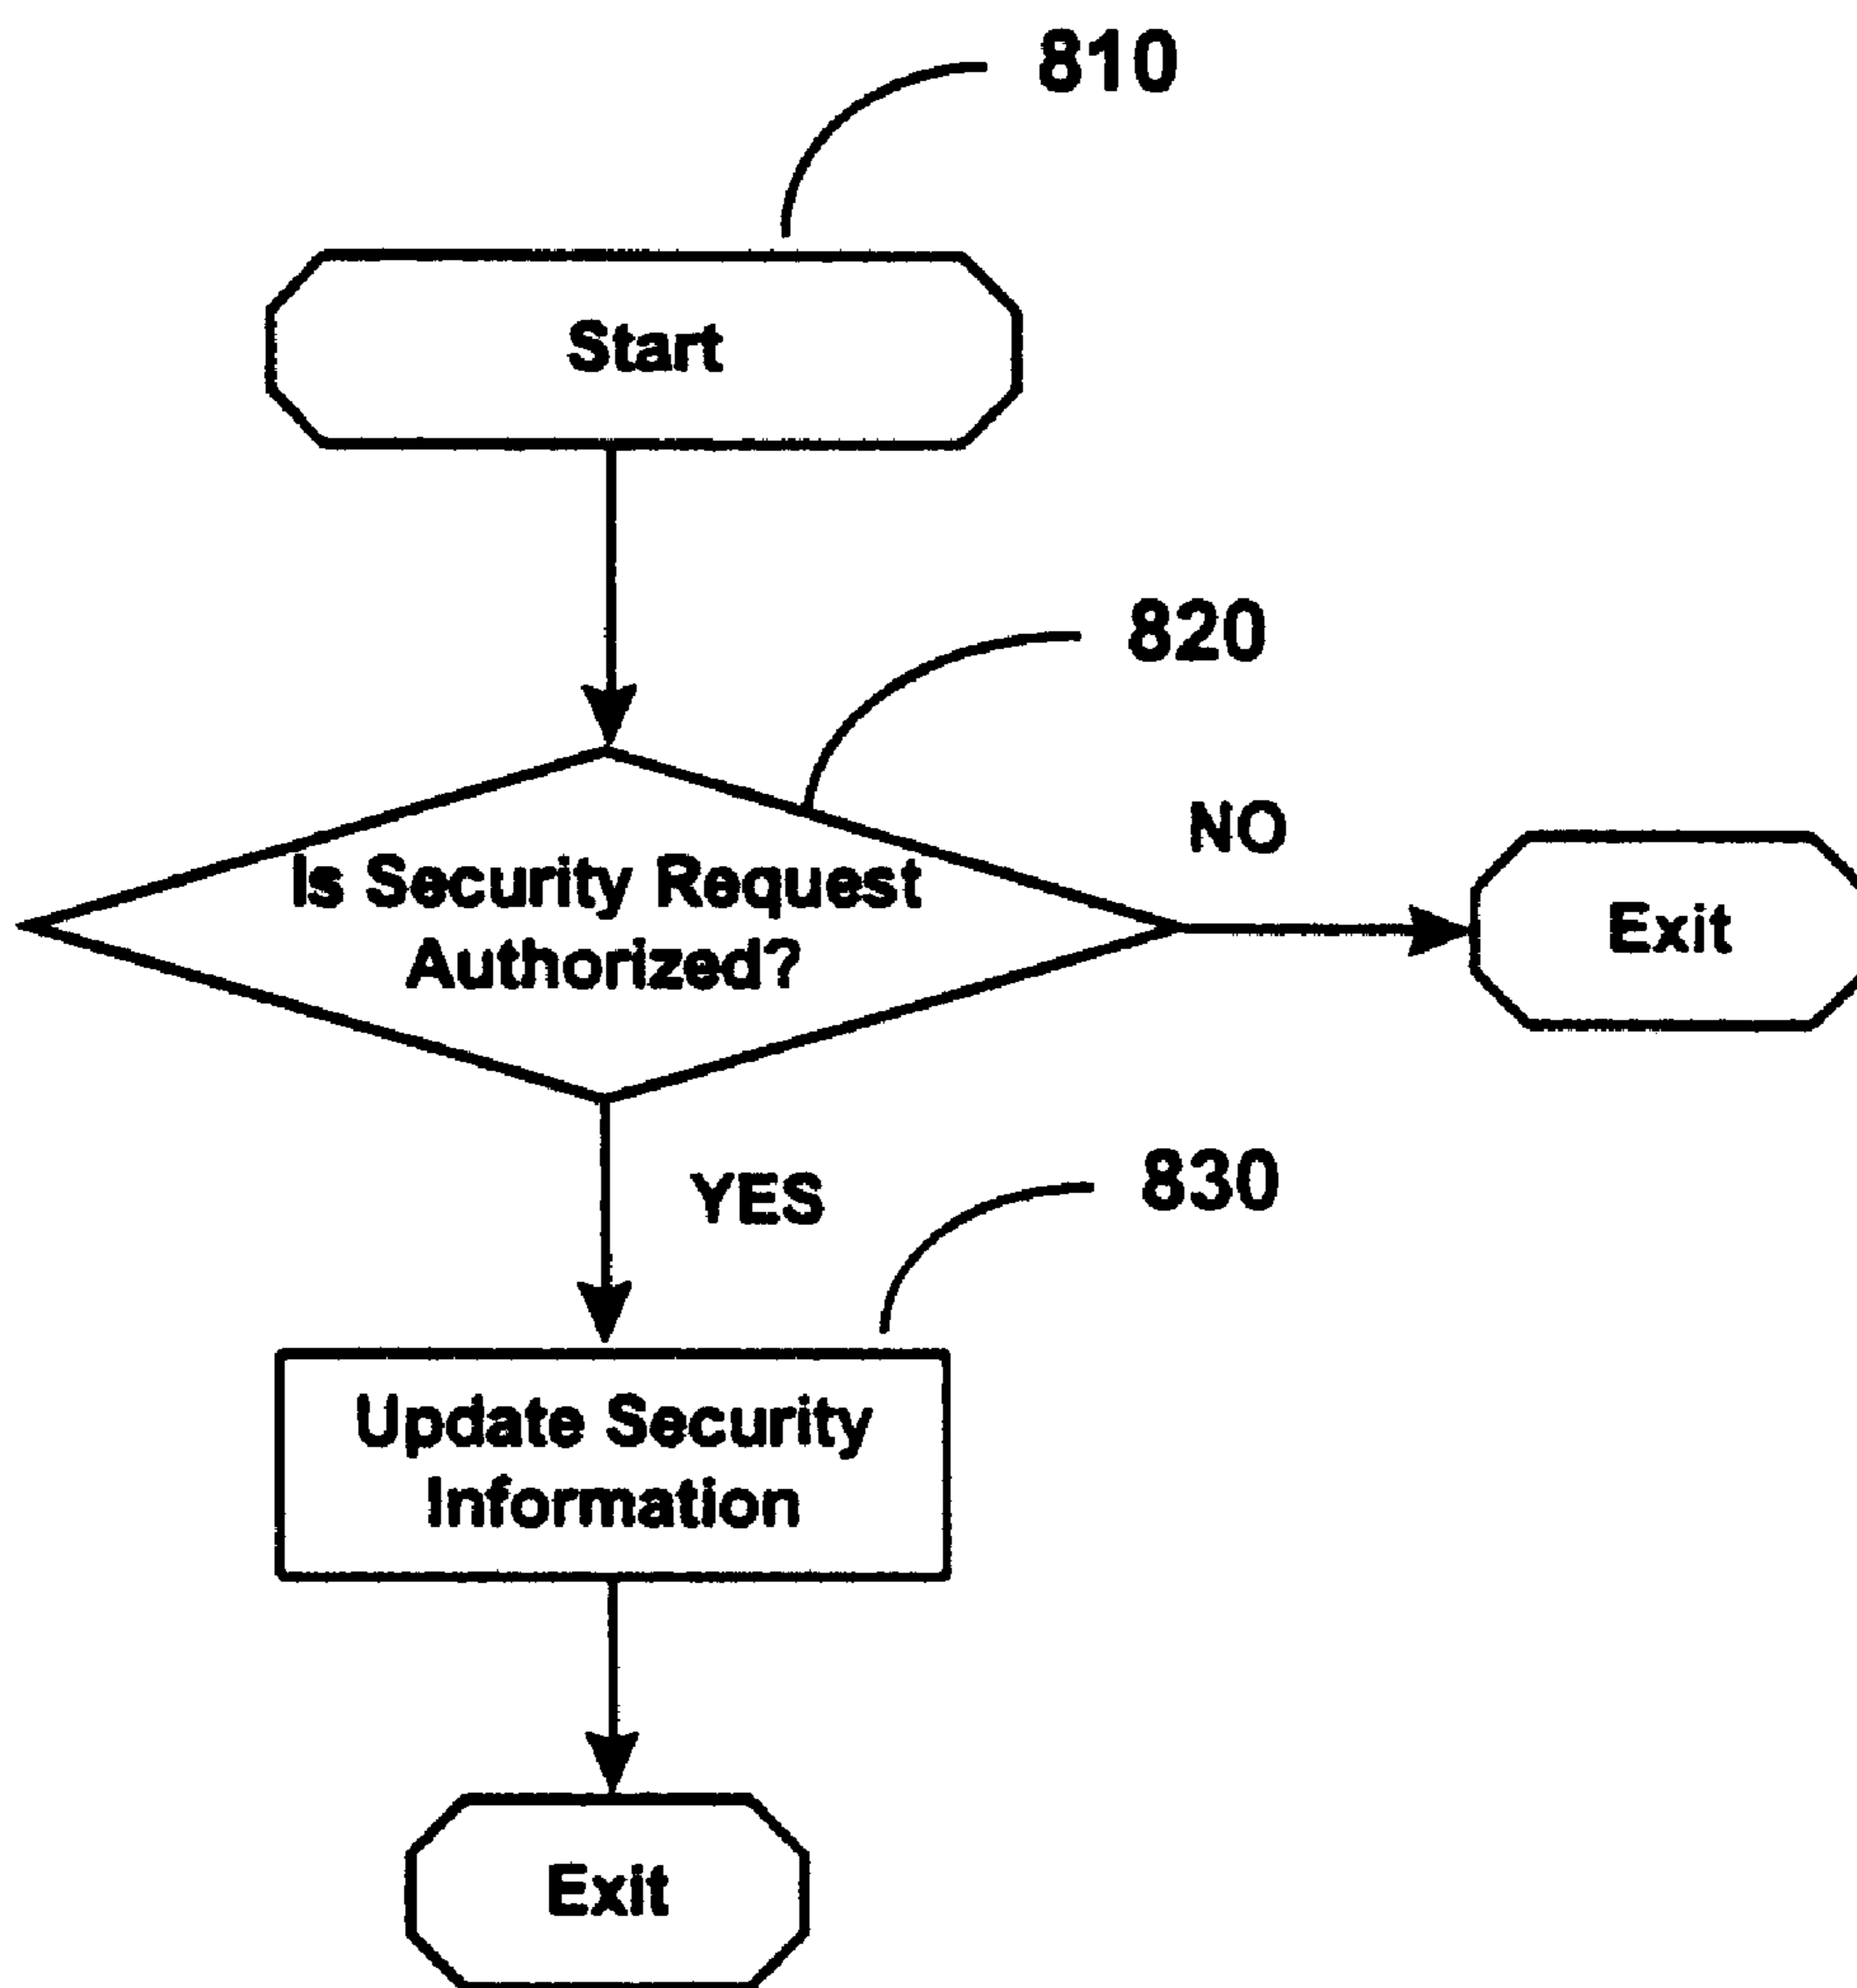 810
Start
820
Is Security Request
Authorized?
NO
Exit
YES
830
Update Security
Information
Exit